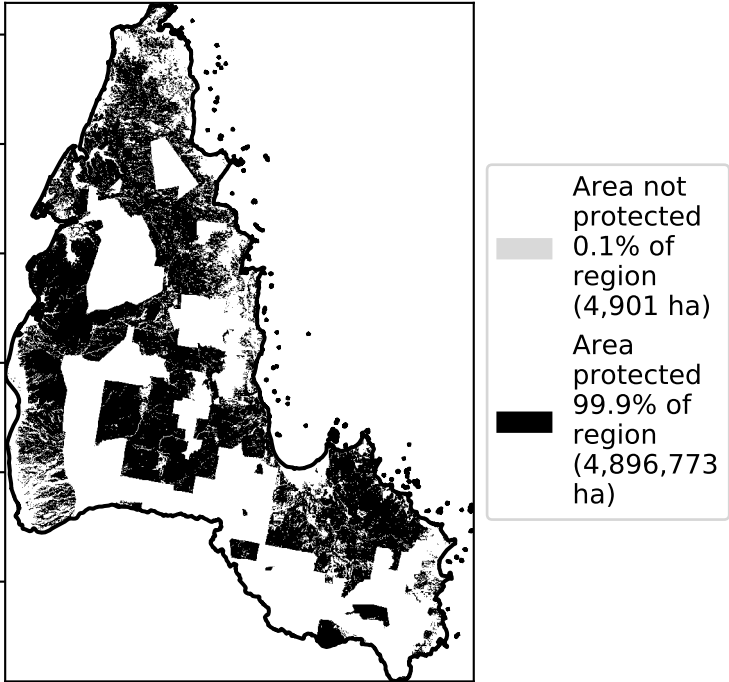 Area not
protected
0.1% of
region
(4,901 ha)
Area
protected
99.9% of
region
(4,896,773
ha)